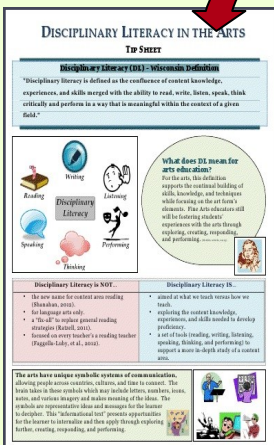 DISCIPLINARY LITERACY IN THE ARTS
TIP SHEET
Disciplinary Literacy (DL) - Wisconsin Definition
"Disciplinary literacy is defined as the confluence of content knowledge,
experiences, and skills merged with the ability to read, write, listen, speak, think
critically and perform in a way that is meaningful within the context of a given
field."
Writing
Reading
Listening
Disciplinary
Literacy
Speaking
Performing
Thinking
What does DL mean for
arts education?
For the arts, this definition
supports the continual building of
skills, knowledge, and techniques
while focusing on the art form's
elements. Fine Arts educators still
will be fostering students'
experiences with the arts through
exploring, creating, responding,
and performing.
Disciplinary Literacy is NOT...
• the new name for content area reading
(Shanahan, 2012).
• for language arts only.
• a "fix-all" to replace general reading
strategies (Buehl, 2011).
• focused on every teacher's a reading teacher
(Faggella-Luby, et al., 2012).
Disciplinary Literacy IS...
• aimed at what we teach versus how we
teach.
• exploring the content knowledge,
experiences, and skills needed to develop
proficiency.
• a set of tools (reading, writing, listening,
speaking, thinking, and performing) to
support a more in-depth study of a content
area.
The arts have unique symbolic systems of communication,
allowing people across countries, cultures, and time to connect. The
brain takes in these symbols which may include letters, numbers, icons,
notes, and various imagery and makes meaning of the ideas. The
symbols are representative ideas and messages for the learner
to decipher. This "informational text" presents opportunities
for the learner to internalize and then apply through exploring
further, creating, responding, and performing.